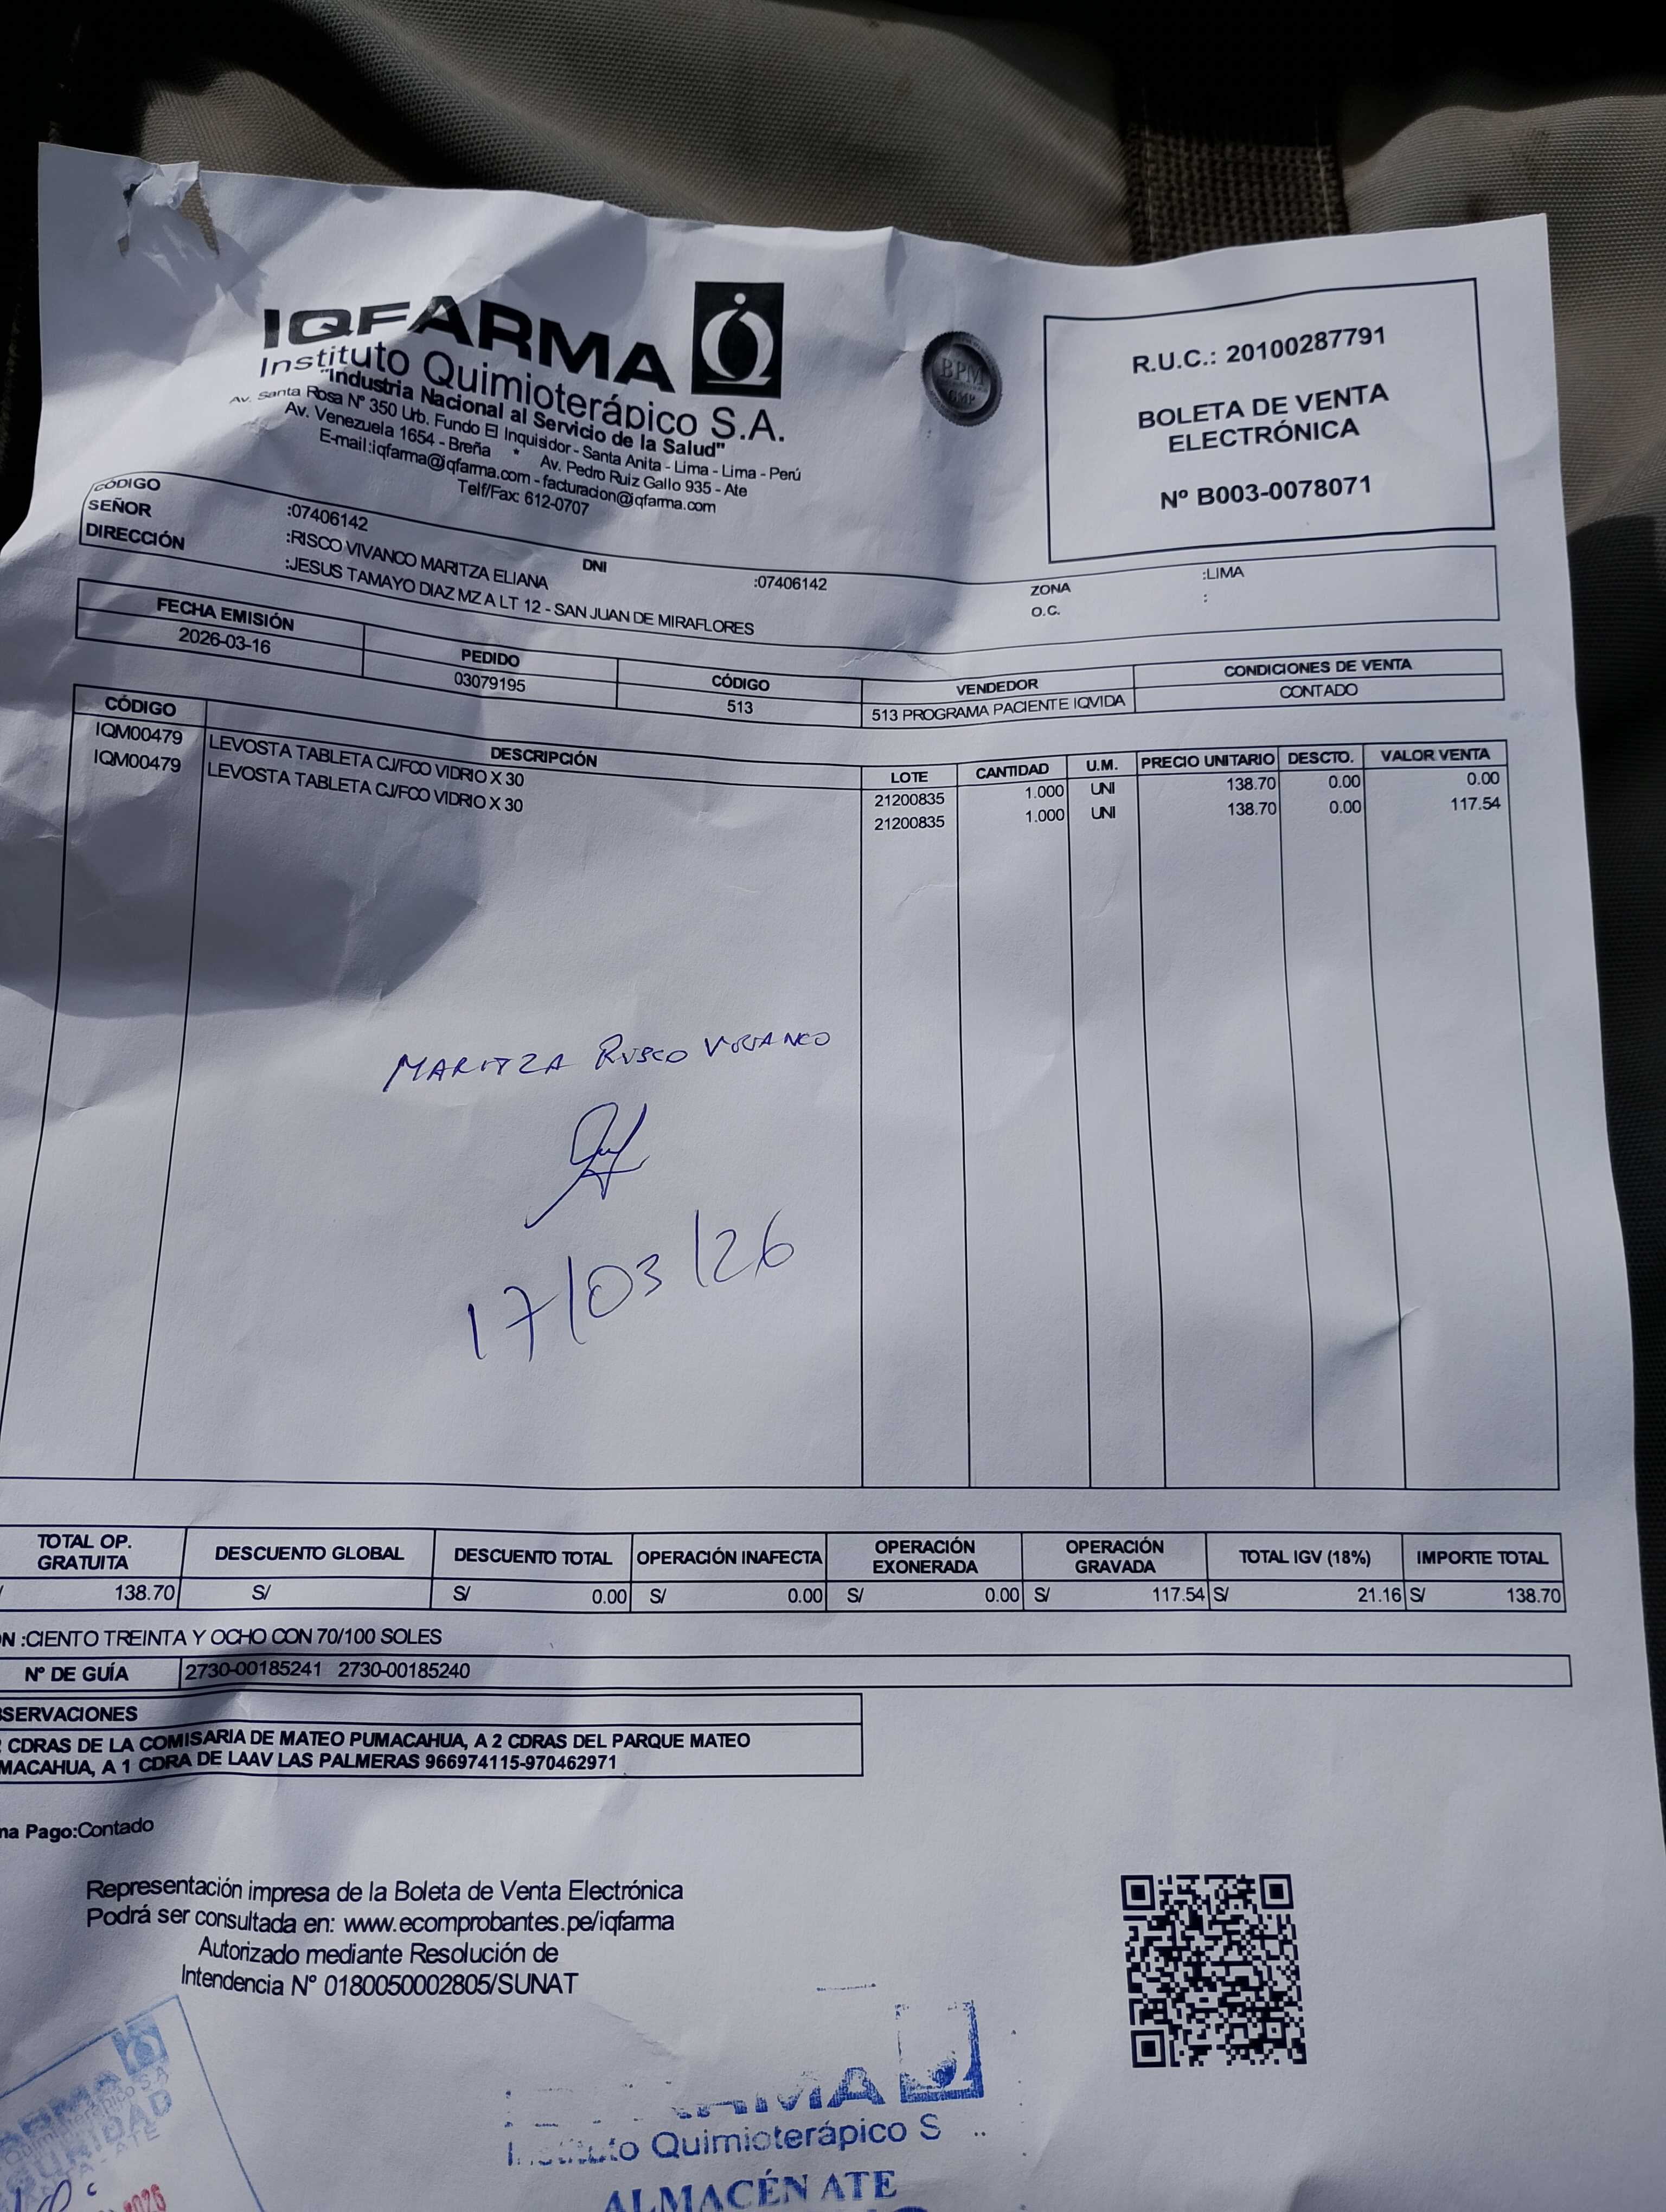 IQFARMA
Instituto Quimioterápico S.A.
"Industria Nacional al Servicio de la Salud"
Av. Santa Rosa N° 350 Urb. Fundo El Inquisidor - Santa Anita - Lima - Lima - Perú
Av. Venezuela 1654 - Breña * Av. Pedro Ruiz Gallo 935 - Ate
E-mail:iqfarma@iqfarma.com - facturacion@iqfarma.com
Telf/Fax: 612-0707
BPM
GMP
R.U.C.: 20100287791
BOLETA DE VENTA
ELECTRÓNICA
Nº B003-0078071
CÓDIGO :07406142 DNI :07406142 ZONA :LIMA
SEÑOR :RISCO VIVANCO MARITZA ELIANA O.C. :
DIRECCIÓN :JESUS TAMAYO DIAZ MZ A LT 12 - SAN JUAN DE MIRAFLORES
FECHA EMISIÓN PEDIDO CÓDIGO VENDEDOR CONDICIONES DE VENTA
2026-03-16 03079195 513 513 PROGRAMA PACIENTE IQVIDA CONTADO
CÓDIGO DESCRIPCIÓN LOTE CANTIDAD U.M. PRECIO UNITARIO DESCTO. VALOR VENTA
IQM00479 LEVOSTA TABLETA CJ/FCO VIDRIO X 30 21200835 1.000 UNI 138.70 0.00 0.00
IQM00479 LEVOSTA TABLETA CJ/FCO VIDRIO X 30 21200835 1.000 UNI 138.70 0.00 117.54
MARITZA RISCO VIVANCO
17/03/26
TOTAL OP. GRATUITA DESCUENTO GLOBAL DESCUENTO TOTAL OPERACIÓN INAFECTA OPERACIÓN EXONERADA OPERACIÓN GRAVADA TOTAL IGV (18%) IMPORTE TOTAL
/ 138.70 S/ S/ 0.00 S/ 0.00 S/ 0.00 S/ 117.54 S/ 21.16 S/ 138.70
N :CIENTO TREINTA Y OCHO CON 70/100 SOLES
Nº DE GUÍA 2730-00185241 2730-00185240
SERVACIONES
CDRAS DE LA COMISARIA DE MATEO PUMACAHUA, A 2 CDRAS DEL PARQUE MATEO
MACAHUA, A 1 CDRA DE LAAV LAS PALMERAS 966974115-970462971
ma Pago:Contado
Representación impresa de la Boleta de Venta Electrónica
Podrá ser consultada en: www.ecomprobantes.pe/iqfarma
Autorizado mediante Resolución de
Intendencia N° 0180050002805/SUNAT
Quimioterápico S
ALMACÉN ATE